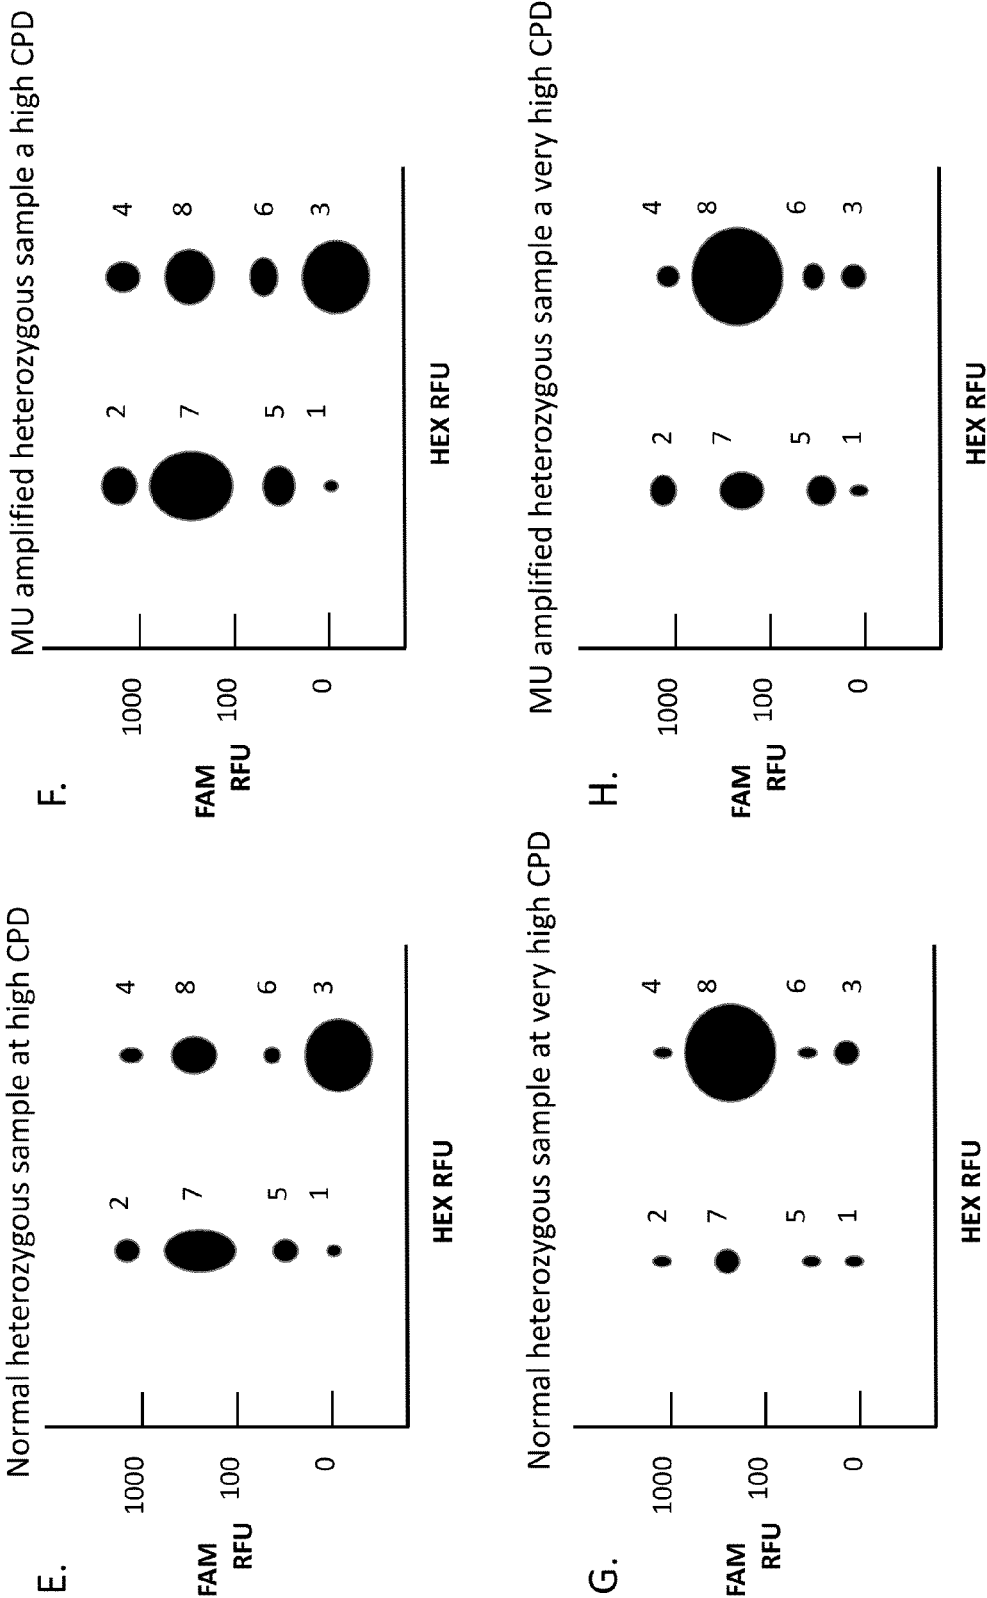 E.
Normal heterozygous sample at high CPD
FAM
RFU
1000
100
0
2
7
5
1
4
8
6
3
HEX RFU
F.
MU amplified heterozygous sample a high CPD
FAM
RFU
1000
100
0
2
7
5
1
4
8
6
3
HEX RFU
G.
Normal heterozygous sample at very high CPD
FAM
RFU
1000
100
0
2
7
5
1
4
8
6
3
HEX RFU
H.
MU amplified heterozygous sample a very high CPD
FAM
RFU
1000
100
0
2
7
5
1
4
8
6
3
HEX RFU